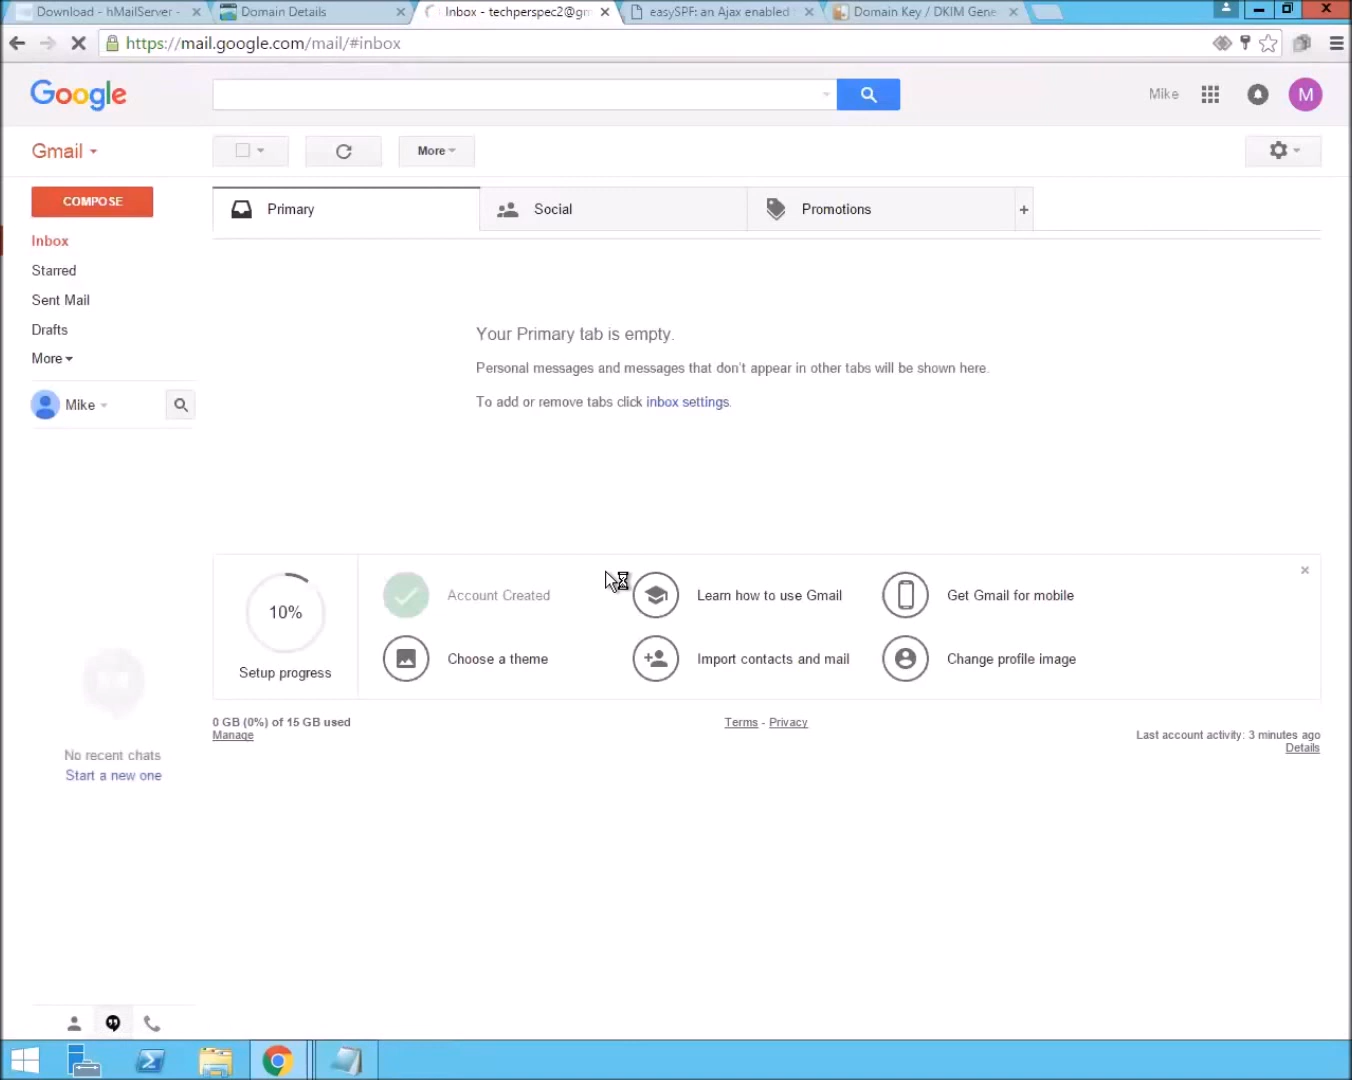 Download - hMailServer -
Domain Details
Inbox - techperspec2@gm
easySPF: an Ajax enabled
Domain Key / DKIM Gene
https://mail.google.com/mail/#inbox
Google
Mike
M
Gmail
More
COMPOSE
Primary
Social
Promotions
+
Inbox
Starred
Sent Mail
Drafts
More
Mike
Your Primary tab is empty.
Personal messages and messages that don't appear in other tabs will be shown here.
To add or remove tabs click inbox settings.
10%
Setup progress
Account Created
Learn how to use Gmail
Get Gmail for mobile
Choose a theme
Import contacts and mail
Change profile image
0 GB (0%) of 15 GB used
Manage
Terms - Privacy
Last account activity: 3 minutes ago
Details
No recent chats
Start a new one